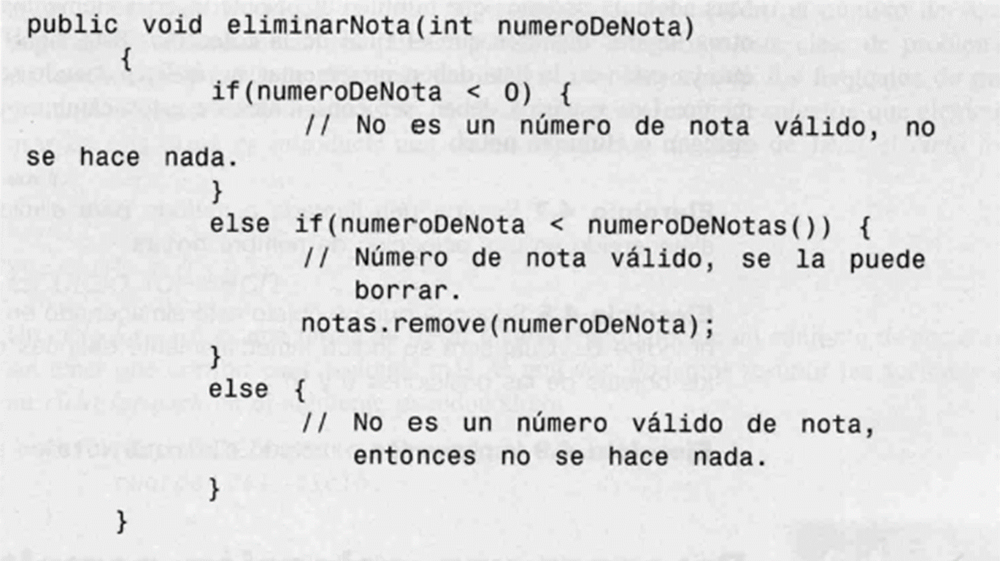 public void eliminarNota(int numeroDeNota)
{
if(numeroDeNota < 0) {
// No es un número de nota válido, no
se hace nada.
}
else if(numeroDeNota < numeroDeNotas()) {
// Número de nota válido, se la puede
borrar.
notas.remove(numeroDeNota);
}
else {
// No es un número válido de nota,
entonces no se hace nada.
}
}